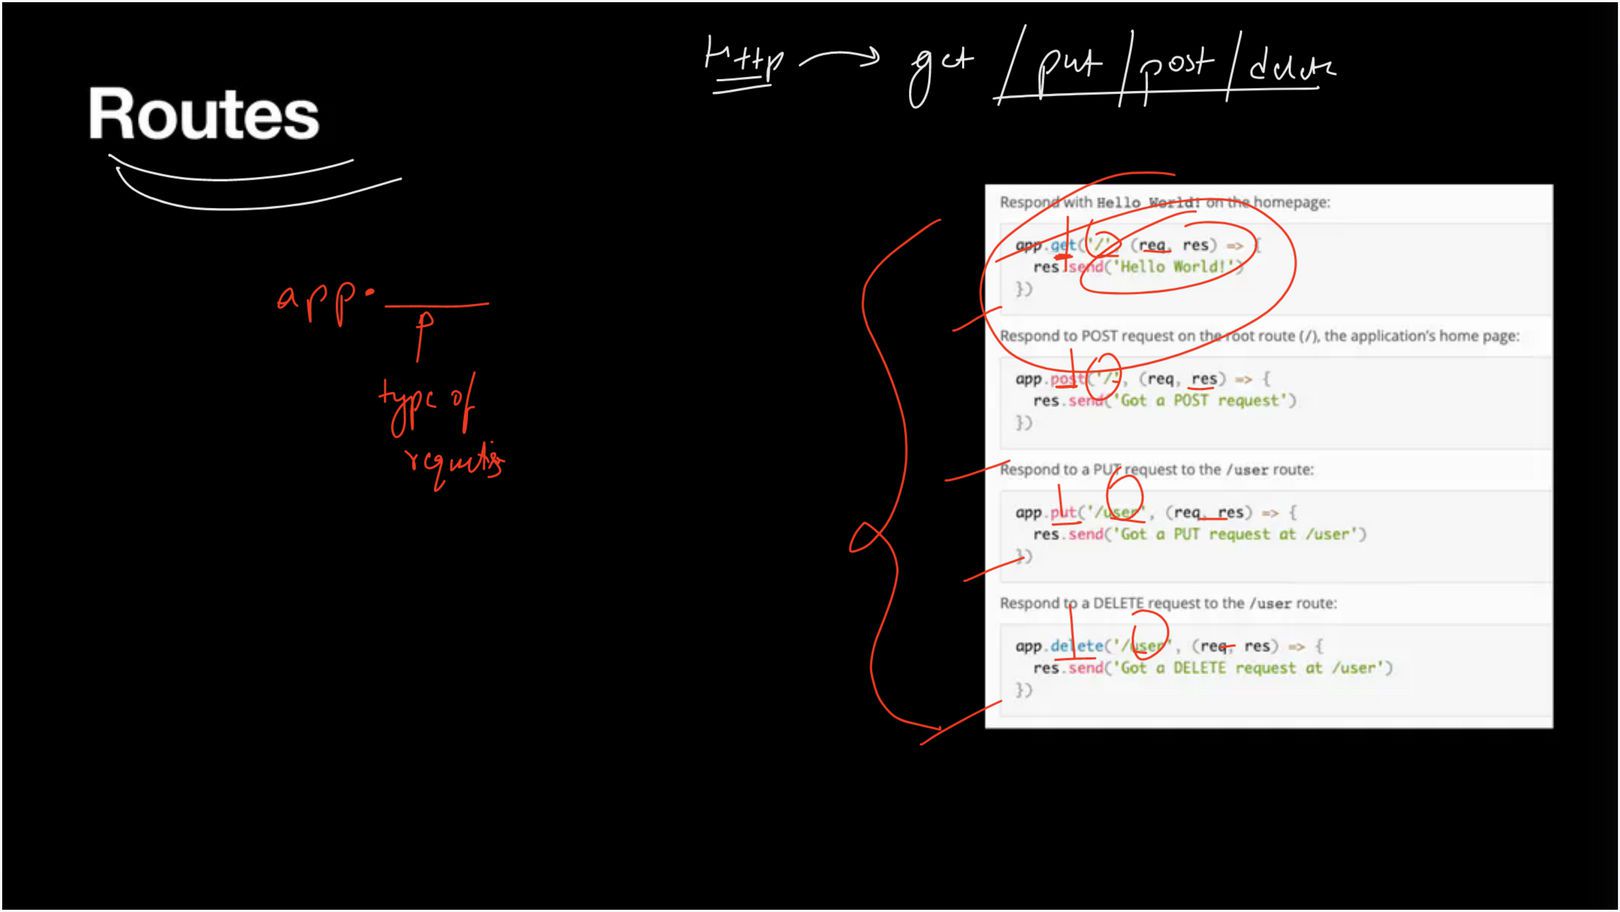 Http → get / put / post / delete
Routes
app. ____
type of
Respond with Hello World! on the homepage:
app.get('/', (req, res) => {
res.send('Hello World!')
})
Respond to POST request on the root route (/), the application's home page:
app.post('/', (req, res) => {
res.send('Got a POST request')
})
Respond to a PUT request to the /user route:
app.put('/user', (req, res) => {
res.send('Got a PUT request at /user')
})
Respond to a DELETE request to the /user route:
app.delete('/user', (req, res) => {
res.send('Got a DELETE request at /user')
})